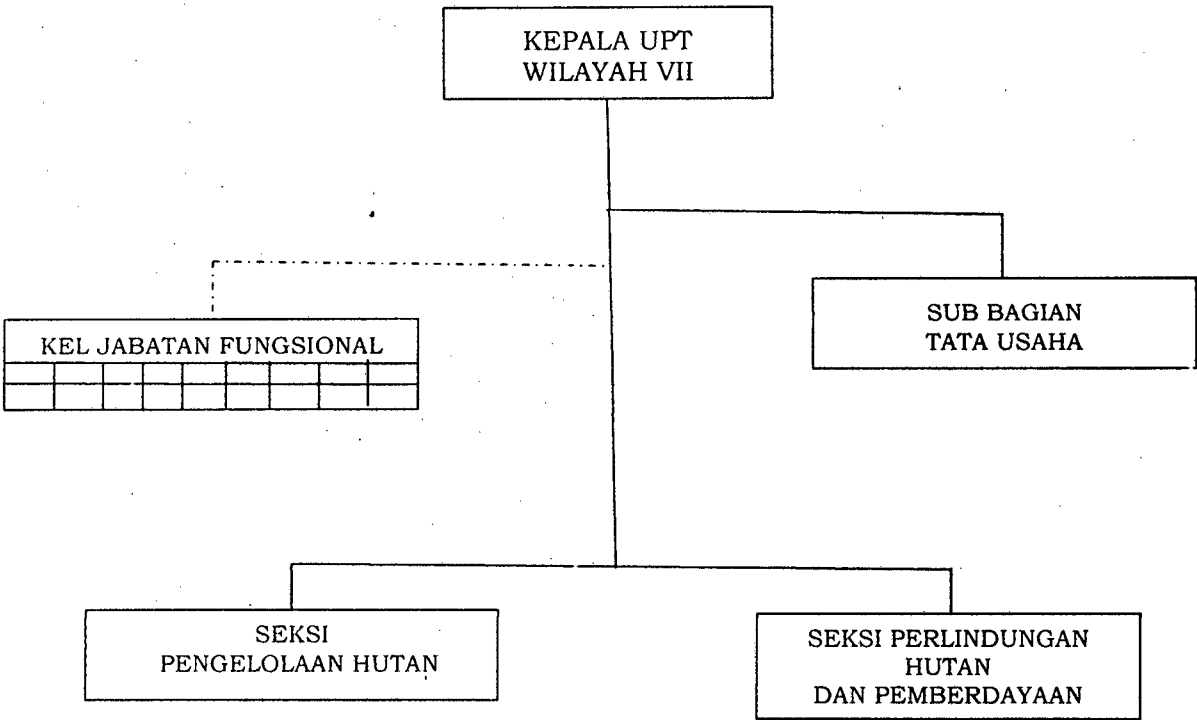 KEPALA UPT
WILAYAH VII
SUB BAGIAN
TATA USAHA
KEL JABATAN FUNGSIONAL
SEKSI
PENGELOLAAN HUTAN
SEKSI PERLINDUNGAN
HUTAN
DAN PEMBERDAYAAN